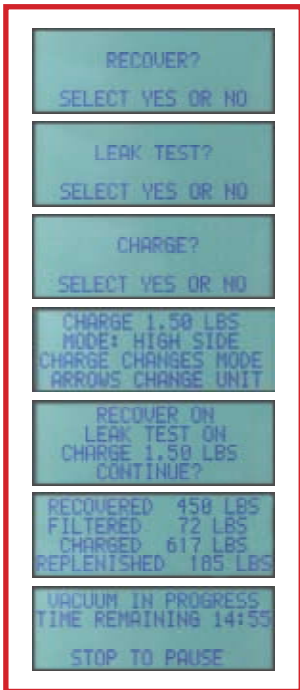 RECOVER?
SELECT YES OR NO
LEAK TEST?
SELECT YES OR NO
CHARGE?
SELECT YES OR NO
CHARGE 1.50 LBS
MODE: HIGH SIDE
CHARGE CHANGES MODE
ARROWS CHANGE UNIT
RECOVER ON
LEAK TEST ON
CHARGE 1.50 LBS
CONTINUE?
RECOVERED 450 LBS
FILTERED 72 LBS
CHARGED 617 LBS
REPLENISHED 185 LBS
VACUUM IN PROGRESS
TIME REMAINING 14:55
STOP TO PAUSE